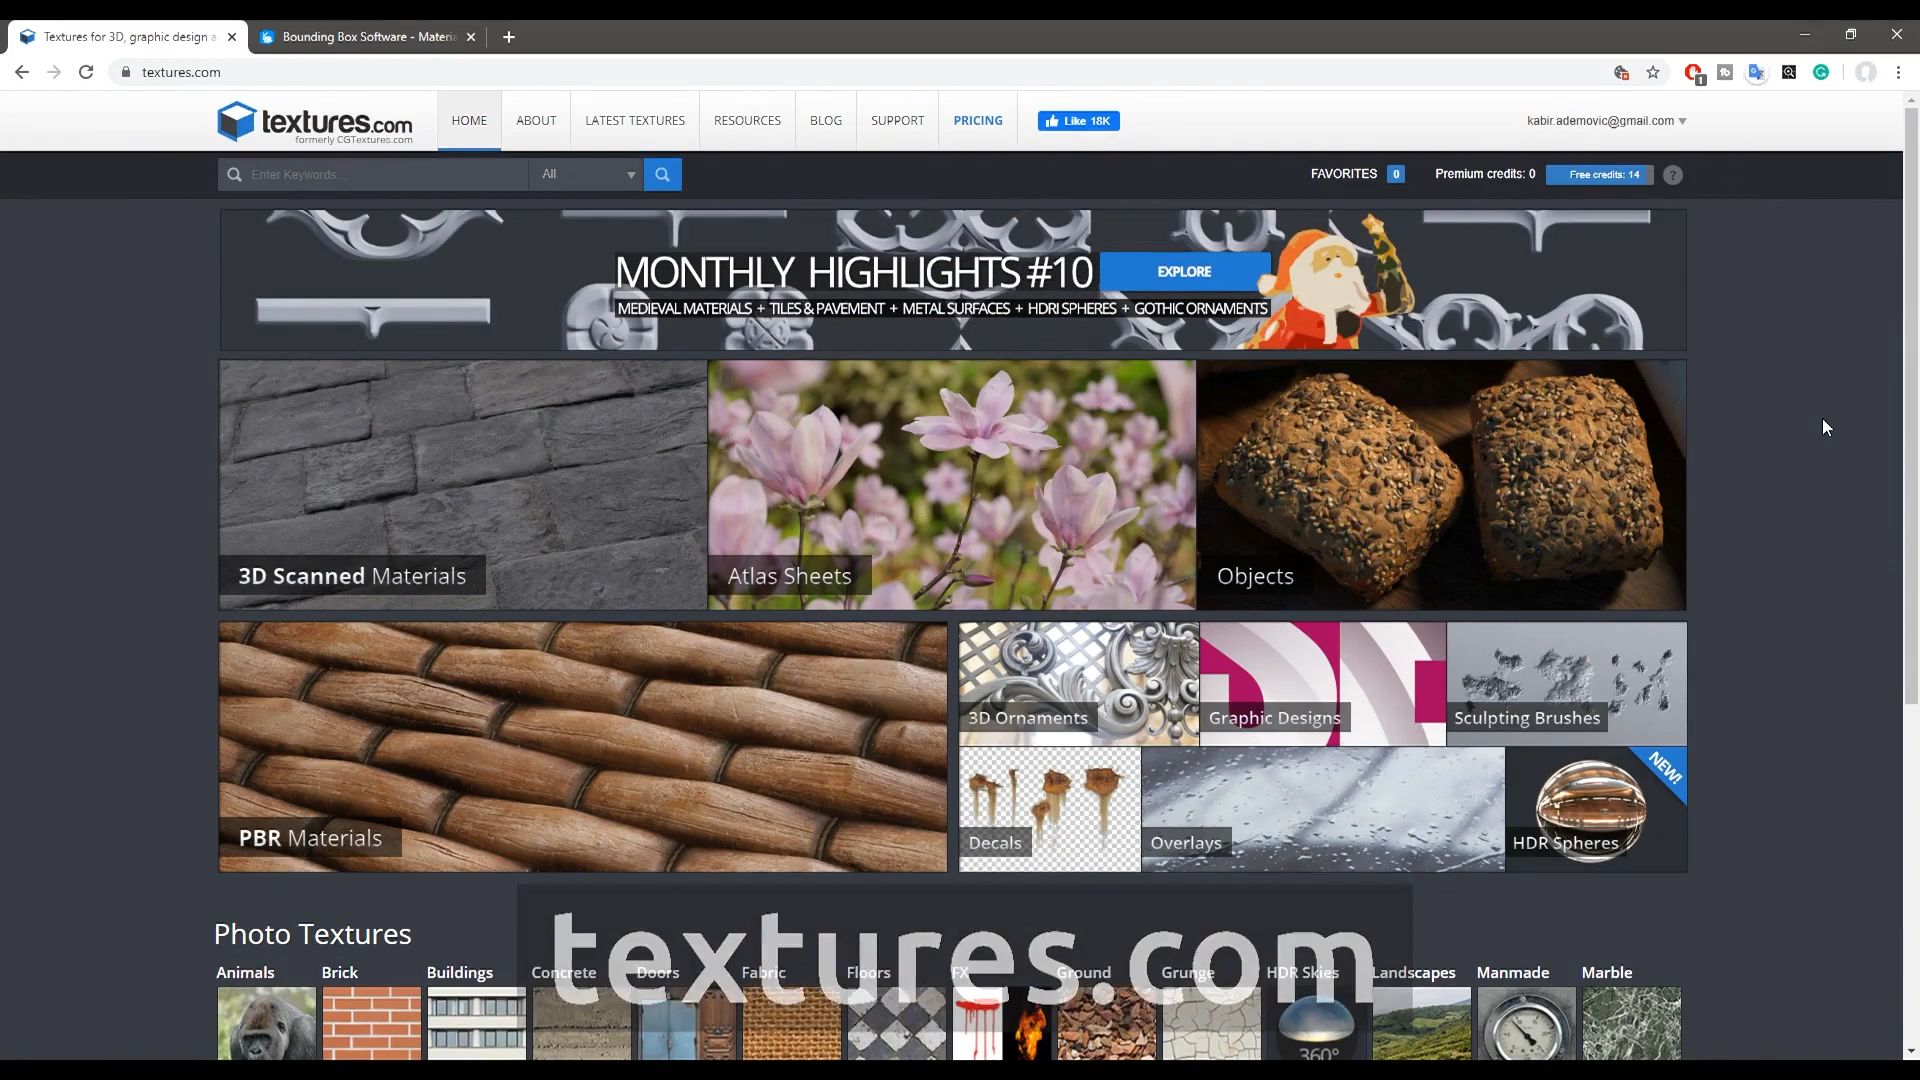 Textures for 3D, graphic design a
Bounding Box Software - Materia
textures.com
textures.com
formerly CGTextures.com
HOME
ABOUT
LATEST TEXTURES
RESOURCES
BLOG
SUPPORT
PRICING
Like 18K
kabir.ademovic@gmail.com
Enter Keywords...
All
FAVORITES 0
Premium credits: 0
Free credits: 14
?
MONTHLY HIGHLIGHTS #10
EXPLORE
MEDIEVAL MATERIALS + TILES & PAVEMENT + METAL SURFACES + HDRI SPHERES + GOTHIC ORNAMENTS
3D Scanned Materials
Atlas Sheets
Objects
PBR Materials
3D Ornaments
Graphic Designs
Sculpting Brushes
Decals
Overlays
HDR Spheres
NEW!
Photo Textures
textures.com
Animals
Brick
Buildings
Concrete
Doors
Fabric
Floors
FX
Ground
Grunge
HDR Skies
Landscapes
Manmade
Marble
360°